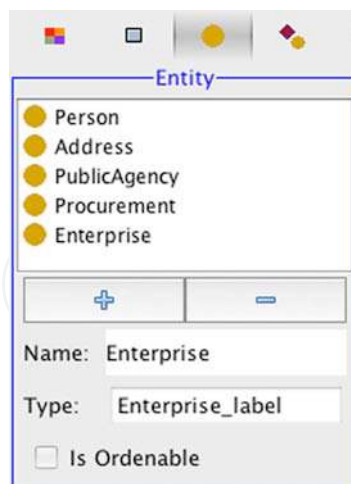 Entity
Person
Address
PublicAgency
Procurement
Enterprise
Name: Enterprise
Type: Enterprise_label
Is Ordenable